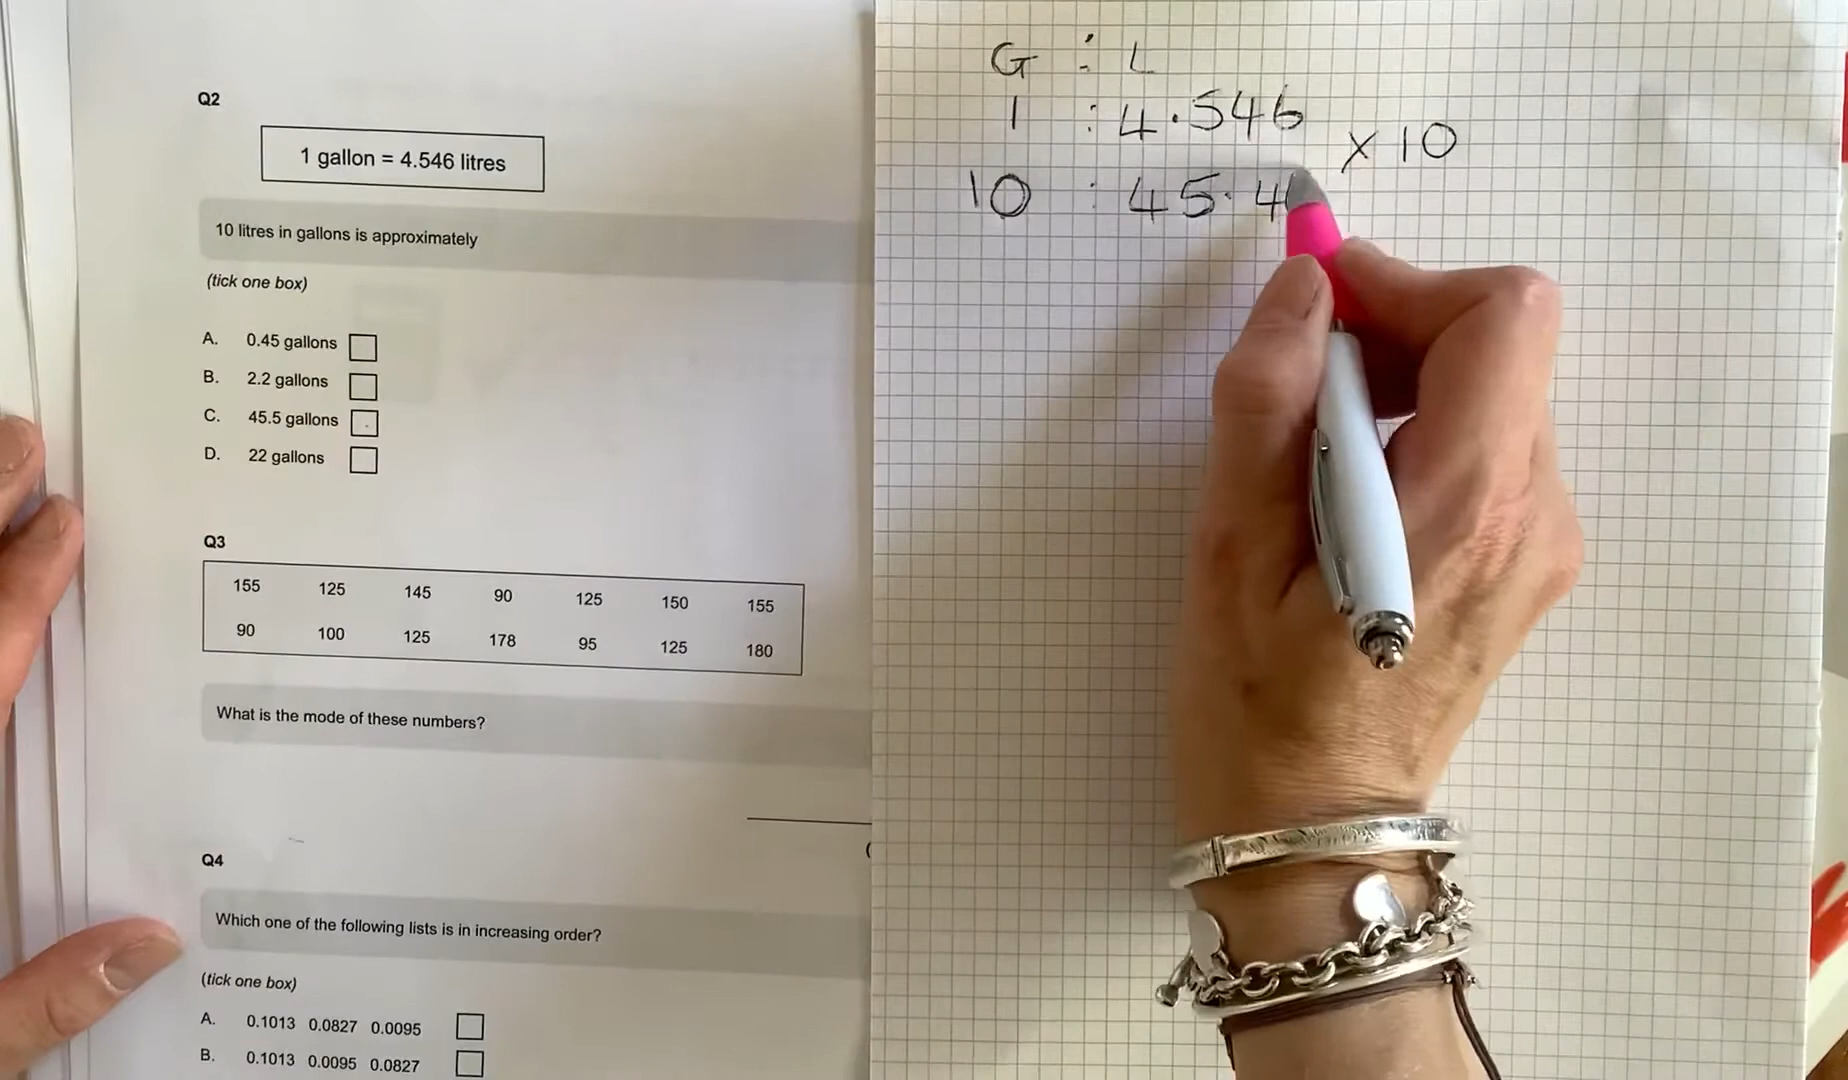 Q2
1 gallon = 4.546 litres
10 litres in gallons is approximately
(tick one box)
A. 0.45 gallons
B. 2.2 gallons
C. 45.5 gallons
D. 22 gallons
Q3
155 125 145 90 125 150 155
90 100 125 178 95 125 180
What is the mode of these numbers?
(
Q4
Which one of the following lists is in increasing order?
(tick one box)
A. 0.1013 0.0827 0.0095
B. 0.1013 0.0095 0.0827
G : L
1 : 4.546
x 10
10 : 45.4